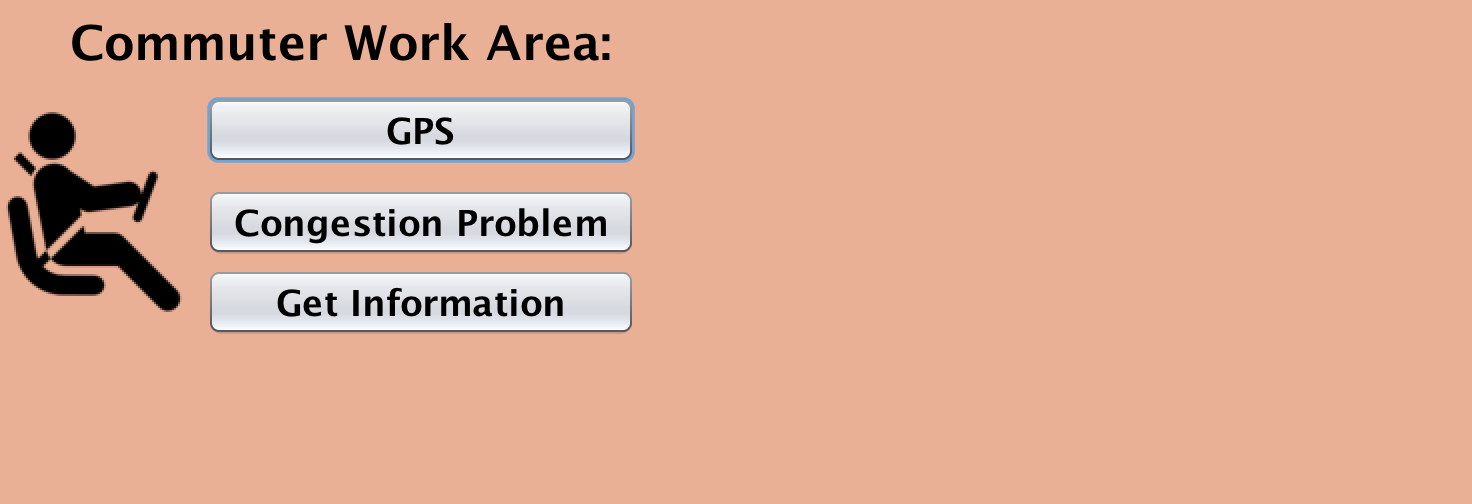 Commuter Work Area:
GPS
Congestion Problem
Get Information